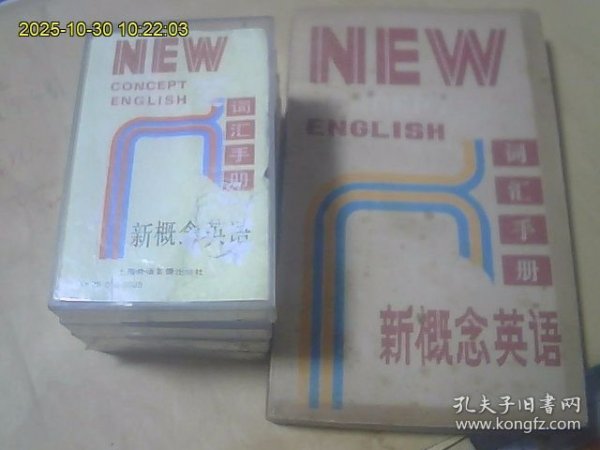 2025-10-30 10:22:03
NEW
CONCEPT
ENGLISH
词汇手册
新概念英语
NEW
ENGLISH
词汇手册
新概念英语
孔夫子旧书网
www.kongfz.com